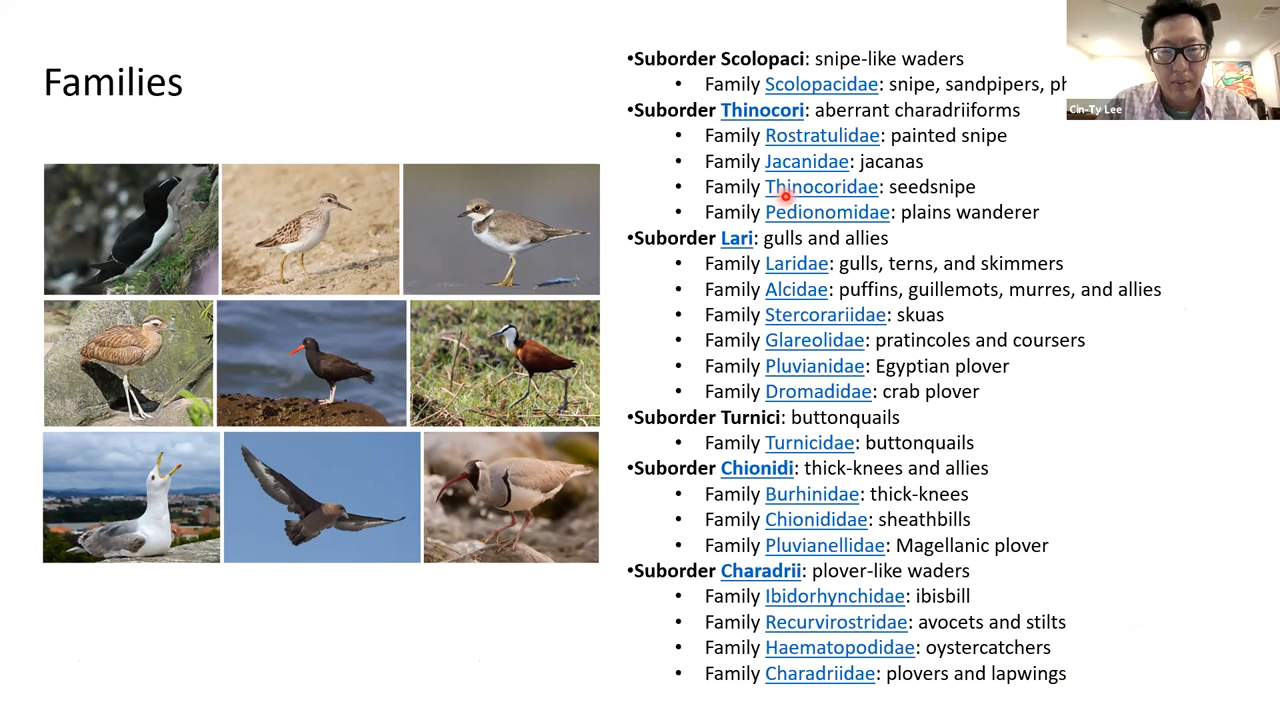 Families
•Suborder Scolopaci: snipe-like waders
• Family Scolopacidae: snipe, sandpipers,
•Suborder Thinocori: aberrant charadriiforms
• Family Rostratulidae: painted snipe
• Family Jacanidae: jacanas
• Family Thinocoridae: seedsnipe
• Family Pedionomidae: plains wanderer
•Suborder Lari: gulls and allies
• Family Laridae: gulls, terns, and skimmers
• Family Alcidae: puffins, guillemots, murres, and allies
• Family Stercorariidae: skuas
• Family Glareolidae: pratincoles and coursers
• Family Pluvianidae: Egyptian plover
• Family Dromadidae: crab plover
•Suborder Turnici: buttonquails
• Family Turnicidae: buttonquails
•Suborder Chionidi: thick-knees and allies
• Family Burhinidae: thick-knees
• Family Chionididae: sheathbills
• Family Pluvianellidae: Magellanic plover
•Suborder Charadrii: plover-like waders
• Family Ibidorhynchidae: ibisbill
• Family Recurvirostridae: avocets and stilts
• Family Haematopodidae: oystercatchers
• Family Charadriidae: plovers and lapwings
Cin-Ty Lee